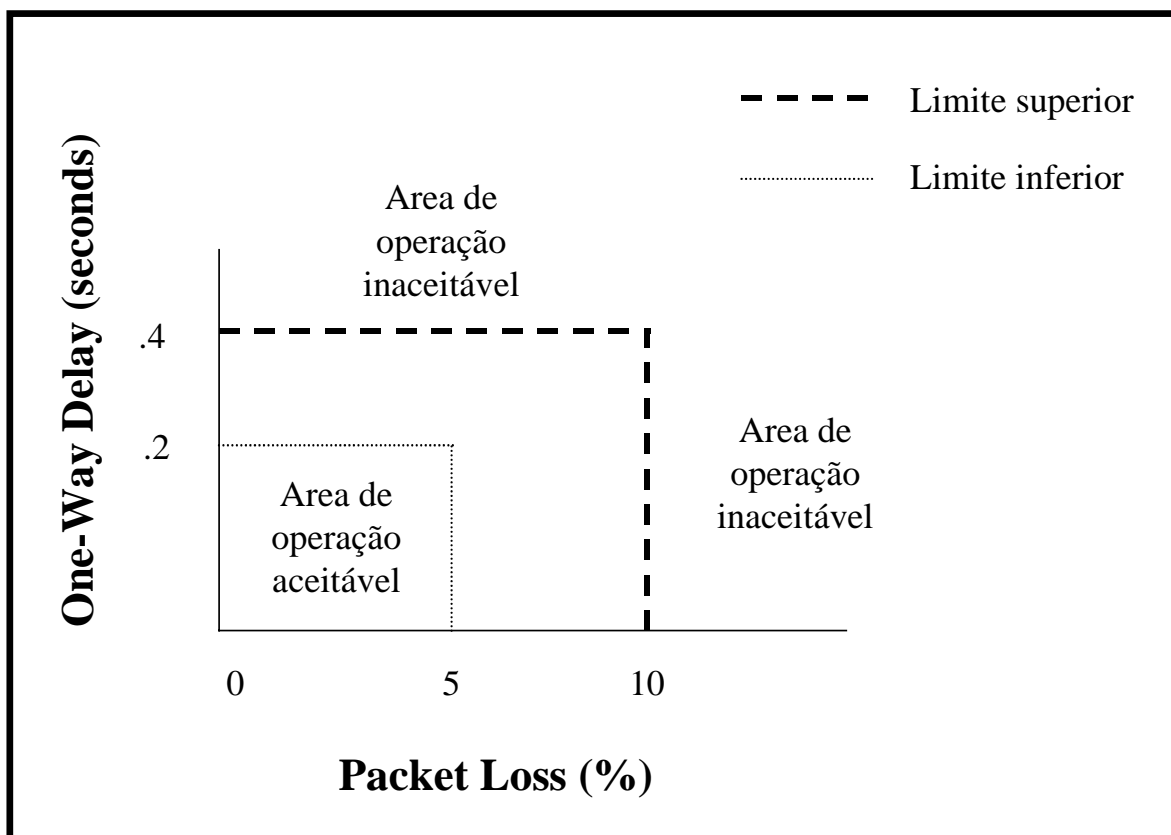 Limite superior
Limite inferior
Area de
operação
inaceitável
One-Way Delay (seconds)
.4
.2
Area de
operação
aceitável
Area de
operação
inaceitável
0 5 10
Packet Loss (%)